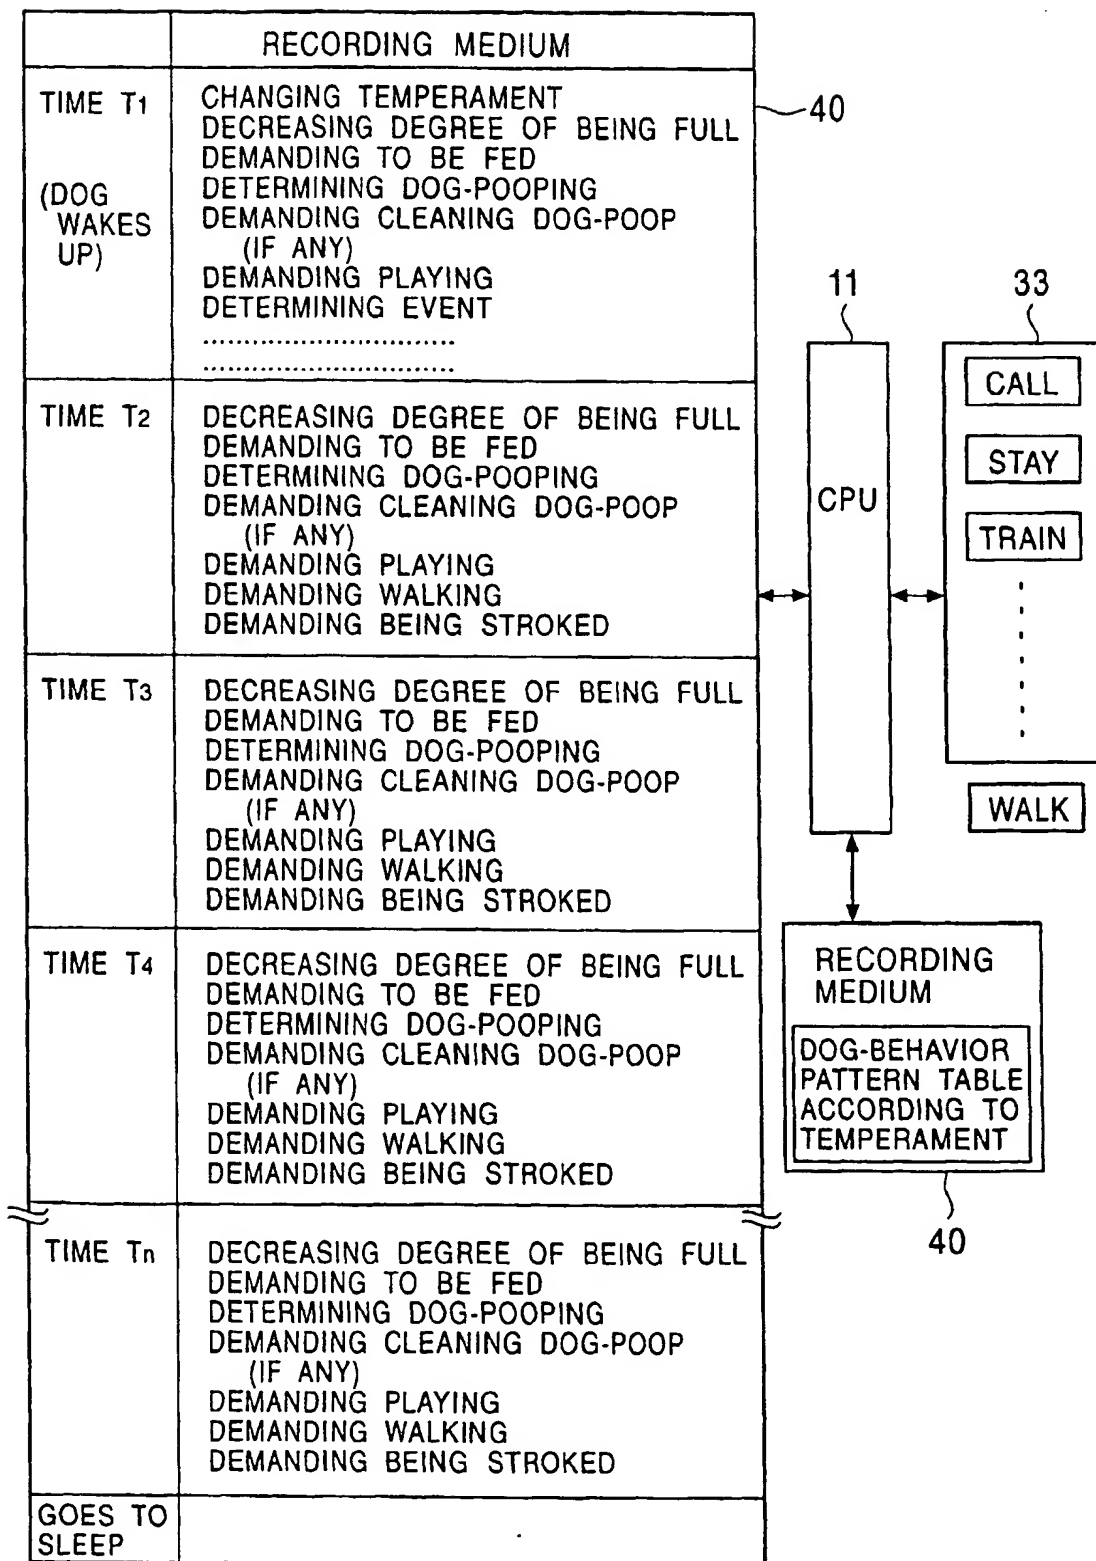 RECORDING MEDIUM
TIME T1
(DOG
WAKES
UP)
CHANGING TEMPERAMENT
DECREASING DEGREE OF BEING FULL
DEMANDING TO BE FED
DETERMINING DOG-POOPING
DEMANDING CLEANING DOG-POOP
(IF ANY)
DEMANDING PLAYING
DETERMINING EVENT
..............................
..............................
40
TIME T2
DECREASING DEGREE OF BEING FULL
DEMANDING TO BE FED
DETERMINING DOG-POOPING
DEMANDING CLEANING DOG-POOP
(IF ANY)
DEMANDING PLAYING
DEMANDING WALKING
DEMANDING BEING STROKED
TIME T3
DECREASING DEGREE OF BEING FULL
DEMANDING TO BE FED
DETERMINING DOG-POOPING
DEMANDING CLEANING DOG-POOP
(IF ANY)
DEMANDING PLAYING
DEMANDING WALKING
DEMANDING BEING STROKED
TIME T4
DECREASING DEGREE OF BEING FULL
DEMANDING TO BE FED
DETERMINING DOG-POOPING
DEMANDING CLEANING DOG-POOP
(IF ANY)
DEMANDING PLAYING
DEMANDING WALKING
DEMANDING BEING STROKED
TIME Tn
DECREASING DEGREE OF BEING FULL
DEMANDING TO BE FED
DETERMINING DOG-POOPING
DEMANDING CLEANING DOG-POOP
(IF ANY)
DEMANDING PLAYING
DEMANDING WALKING
DEMANDING BEING STROKED
GOES TO
SLEEP
11
CPU
33
CALL
STAY
TRAIN
WALK
RECORDING
MEDIUM
DOG-BEHAVIOR
PATTERN TABLE
ACCORDING TO
TEMPERAMENT
40